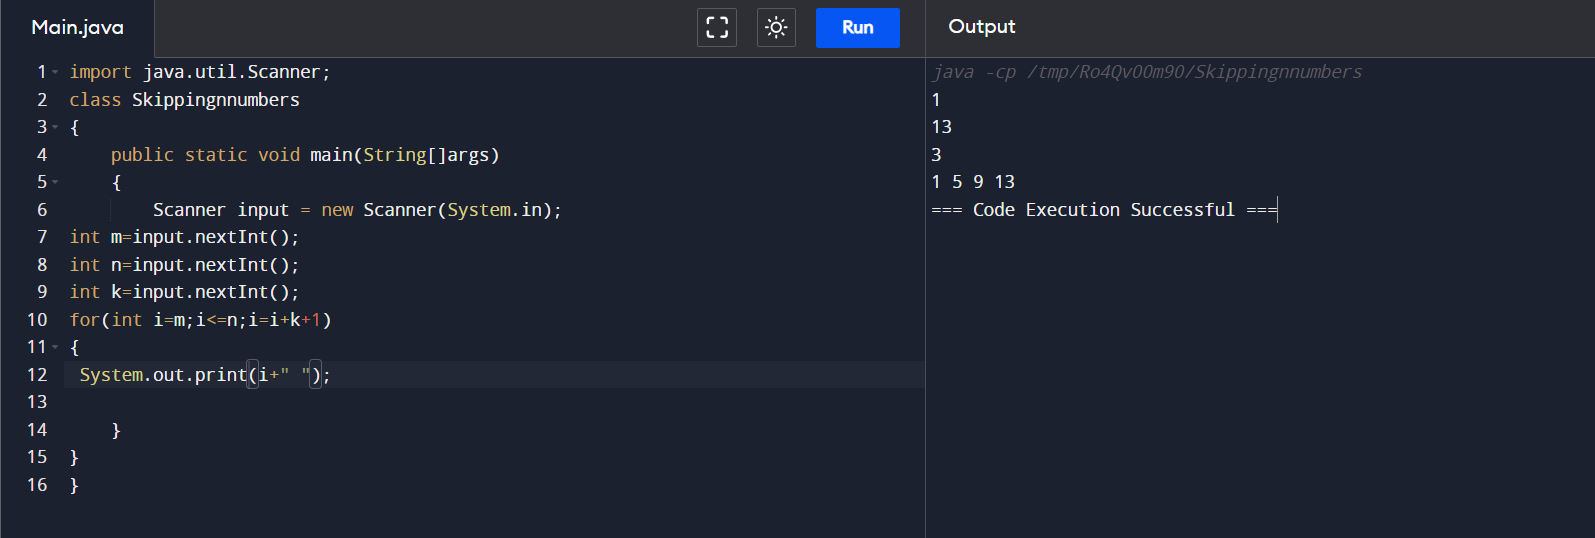 Main.java
Run
Output
1 import java.util.Scanner;
2 class Skippingnnumbers
3 {
4     public static void main(String[]args)
5     {
6         Scanner input = new Scanner(System.in);
7 int m=input.nextInt();
8 int n=input.nextInt();
9 int k=input.nextInt();
10 for(int i=m;i<=n;i=i+k+1)
11 {
12  System.out.print(i+" ");
13
14     }
15 }
16 }
java -cp /tmp/Ro4Qv00m90/Skippingnnumbers
1
13
3
1 5 9 13
=== Code Execution Successful ===